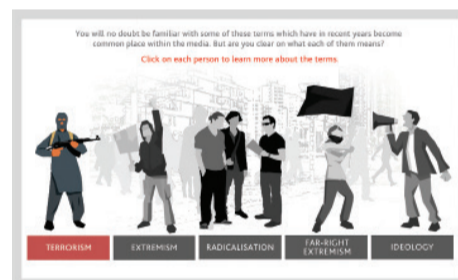 You will no doubt be familiar with some of these terms which have in recent years become
common place within the media. But are you clear on what each of them means?
Click on each person to learn more about the terms
TERRORISM
EXTREMISM
RADICALISATION
FAR-RIGHT
EXTREMISM
IDEOLOGY